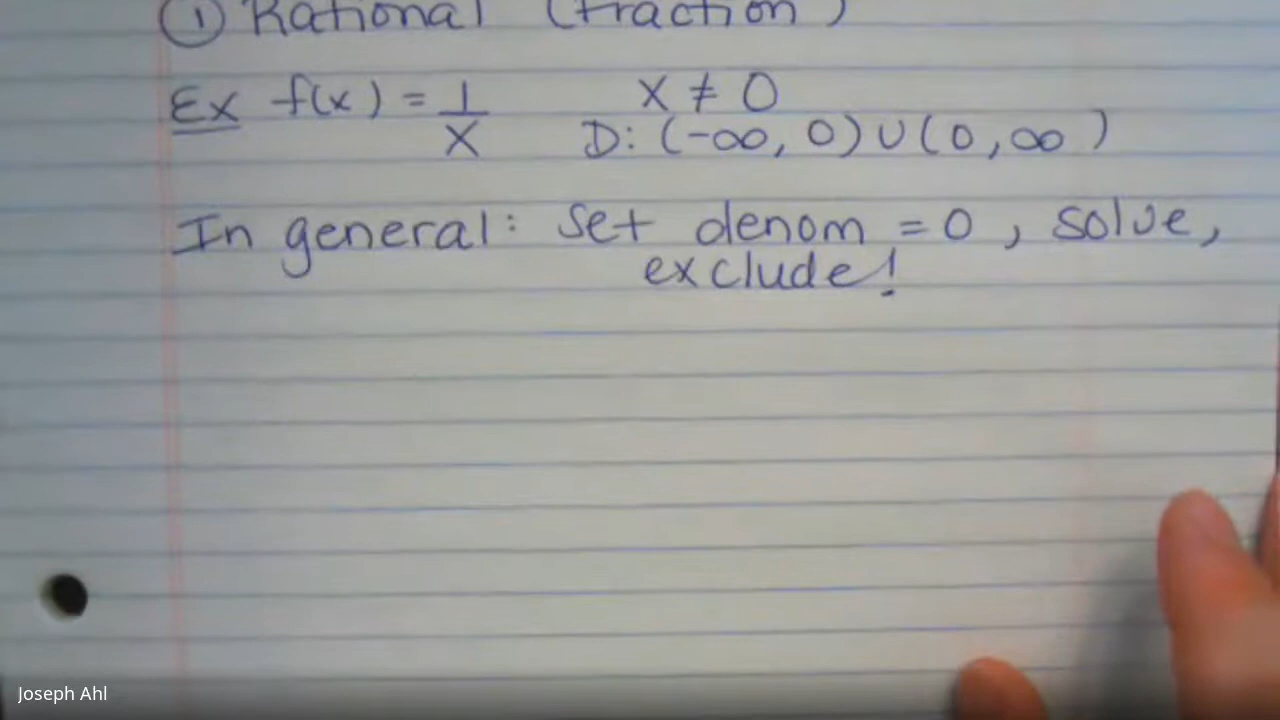 ① Rational (fraction)
Ex f(x) = 1/x x ≠ 0
D: (-∞, 0) ∪ (0, ∞)
In general: set denom = 0, solve,
exclude!
Joseph Ahl